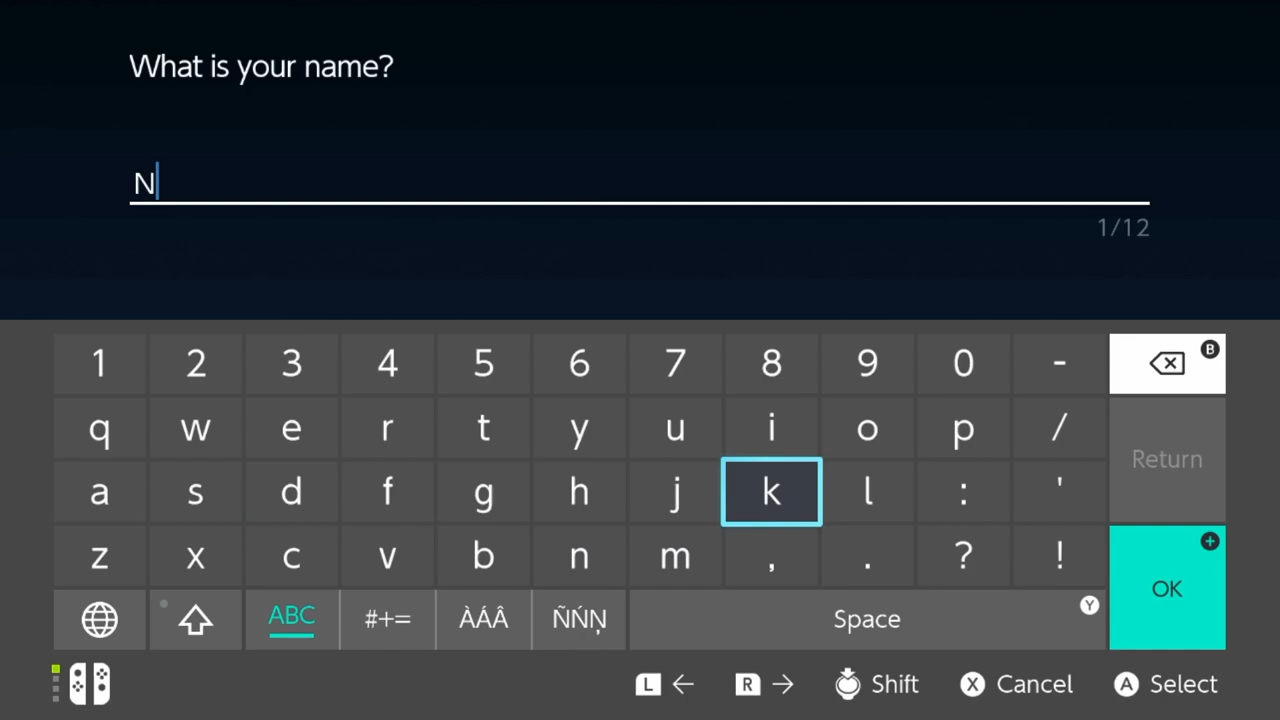 What is your name?
N
1/12
1 2 3 4 5 6 7 8 9 0 - B
q w e r t y u i o p / Return
a s d f g h j k l : '
z x c v b n m , . ? ! + OK
ABC #+= ÀÁÂ ÑŃŅ Space Y
L ← R → Shift X Cancel A Select